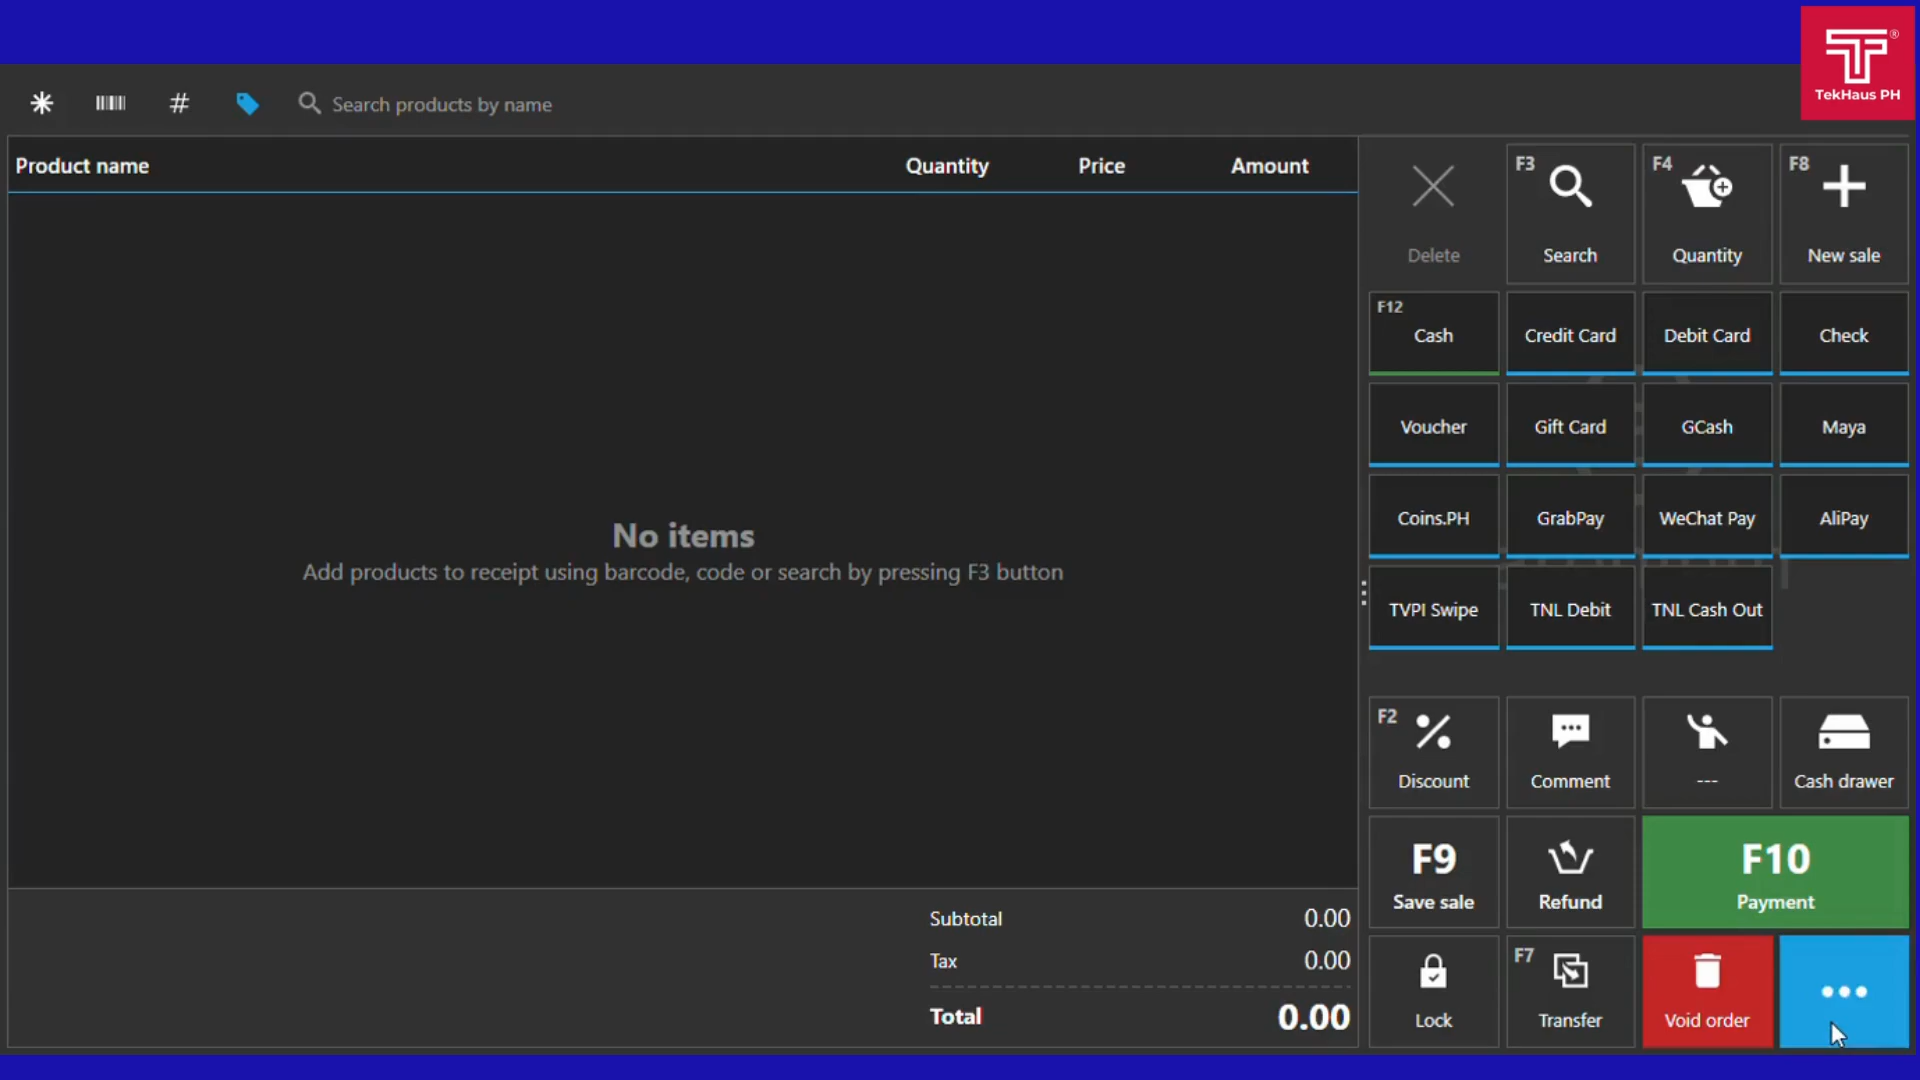 TekHaus PH
®
#
Search products by name
Product name Quantity Price Amount
No items
Add products to receipt using barcode, code or search by pressing F3 button
Subtotal 0.00
Tax 0.00
Total 0.00
Delete
F3
Search
F4
Quantity
F8
New sale
F12
Cash
Credit Card
Debit Card
Check
Voucher
Gift Card
GCash
Maya
Coins.PH
GrabPay
WeChat Pay
AliPay
TVPI Swipe
TNL Debit
TNL Cash Out
F2
Discount
Comment
---
Cash drawer
F9
Save sale
Refund
F10
Payment
Lock
F7
Transfer
Void order